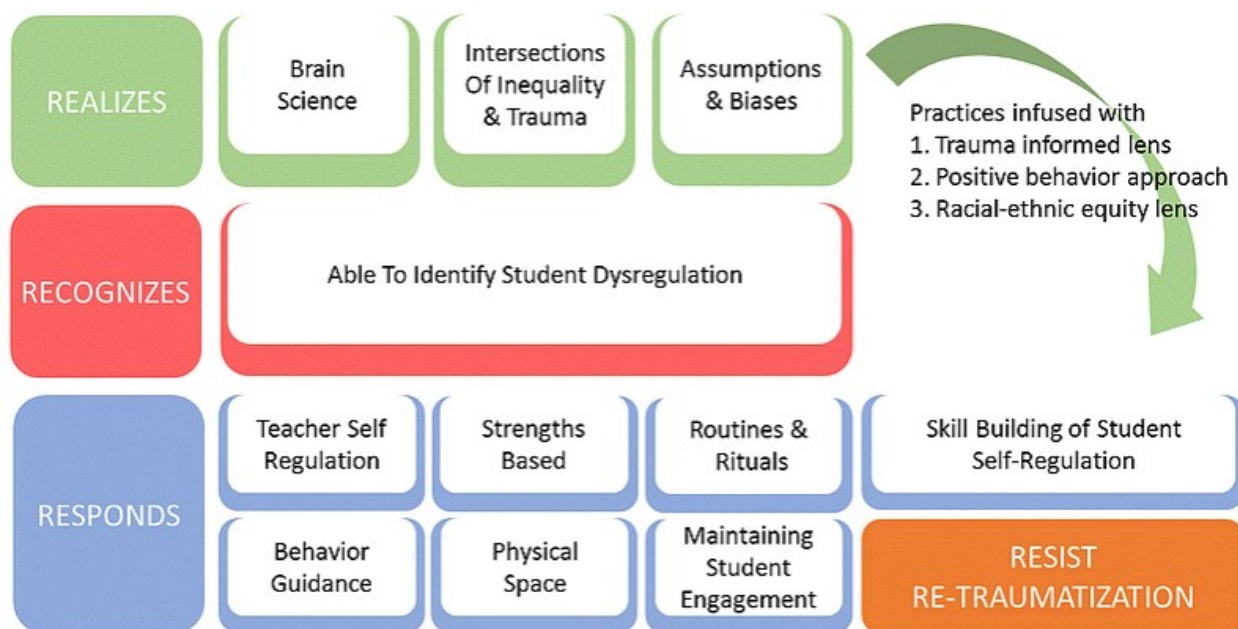 REALIZES
Brain
Science
Intersections
Of Inequality
& Trauma
Assumptions
& Biases
Practices infused with
1. Trauma informed lens
2. Positive behavior approach
3. Racial-ethnic equity lens
RECOGNIZES
Able To Identify Student Dysregulation
RESPONDS
Teacher Self
Regulation
Strengths
Based
Routines &
Rituals
Skill Building of Student
Self-Regulation
Behavior
Guidance
Physical
Space
Maintaining
Student
Engagement
RESIST
RE-TRAUMATIZATION